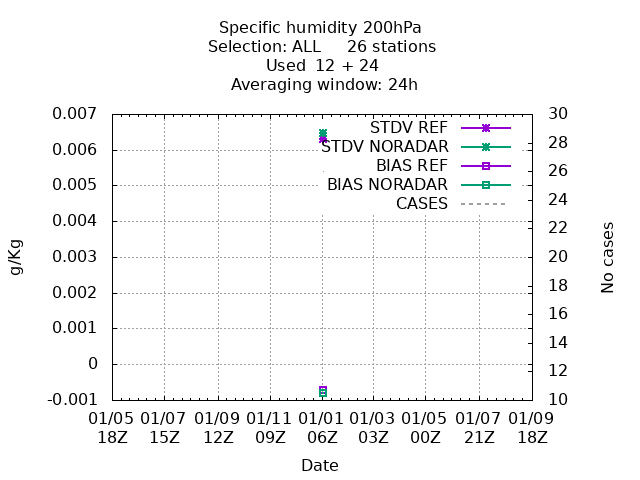 Specific humidity 200hPa
Selection: ALL 26 stations
Used 12 + 24
Averaging window: 24h
0.007
0.006
0.005
0.004
0.003
0.002
0.001
0
-0.001
g/Kg
STDV REF
STDV NORADAR
BIAS REF
BIAS NORADAR
CASES
30
28
26
24
22
20
18
16
14
12
10
No cases
01/05 01/07 01/09 01/11 01/01 01/03 01/05 01/07 01/09
18Z 15Z 12Z 09Z 06Z 03Z 00Z 21Z 18Z
Date